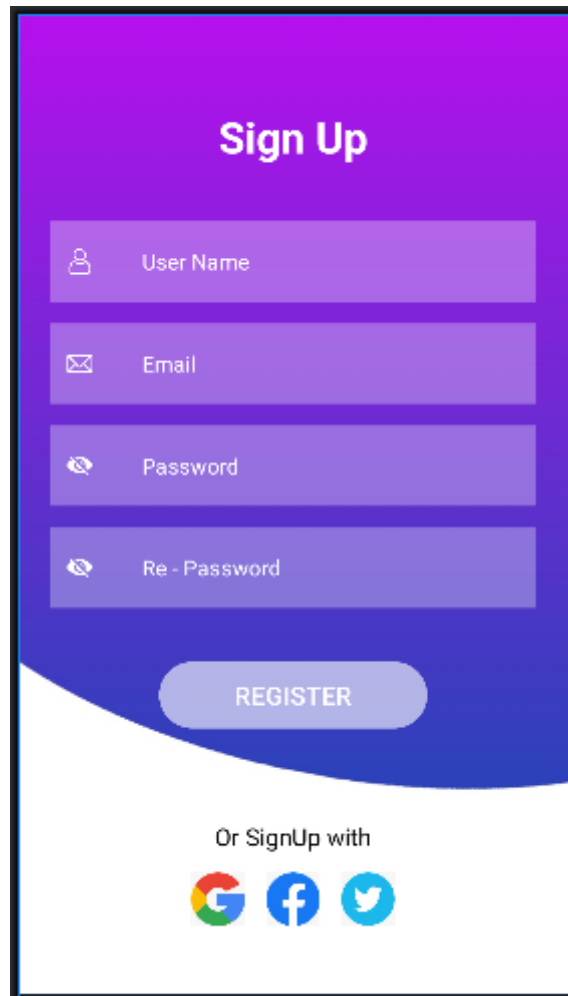 Sign Up
User Name
Email
Password
Re - Password
REGISTER
Or SignUp with